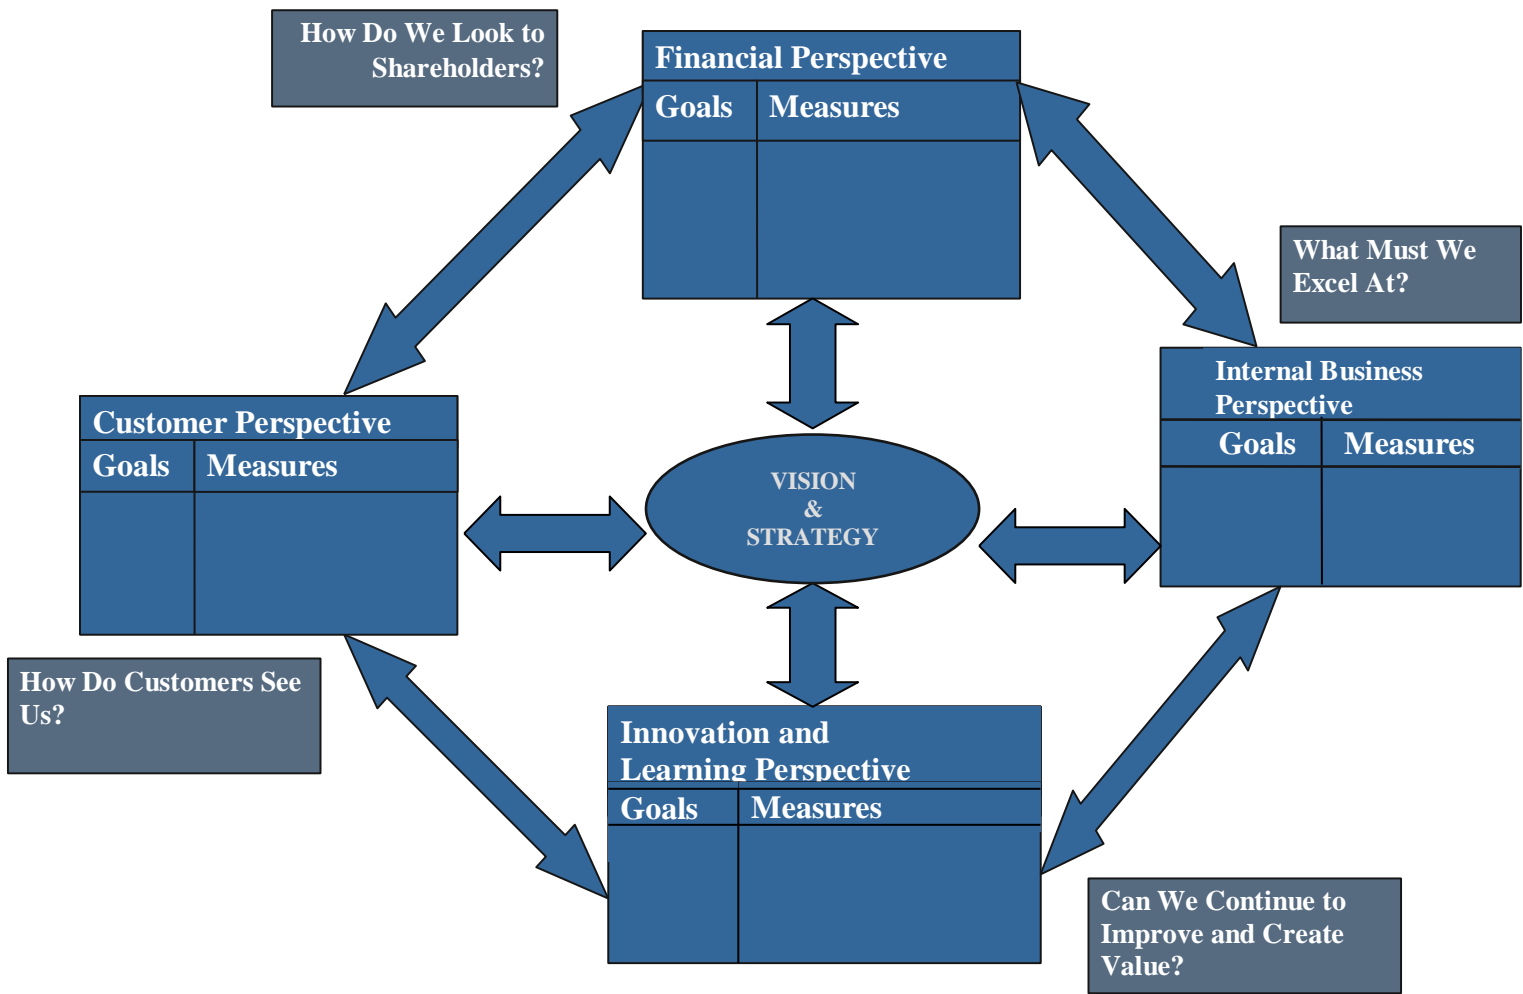 How Do We Look to
Shareholders?
Financial Perspective
Goals Measures
What Must We
Excel At?
Internal Business
Perspective
Goals Measures
Customer Perspective
Goals Measures
VISION
&
STRATEGY
How Do Customers See
Us?
Innovation and
Learning Perspective
Goals Measures
Can We Continue to
Improve and Create
Value?